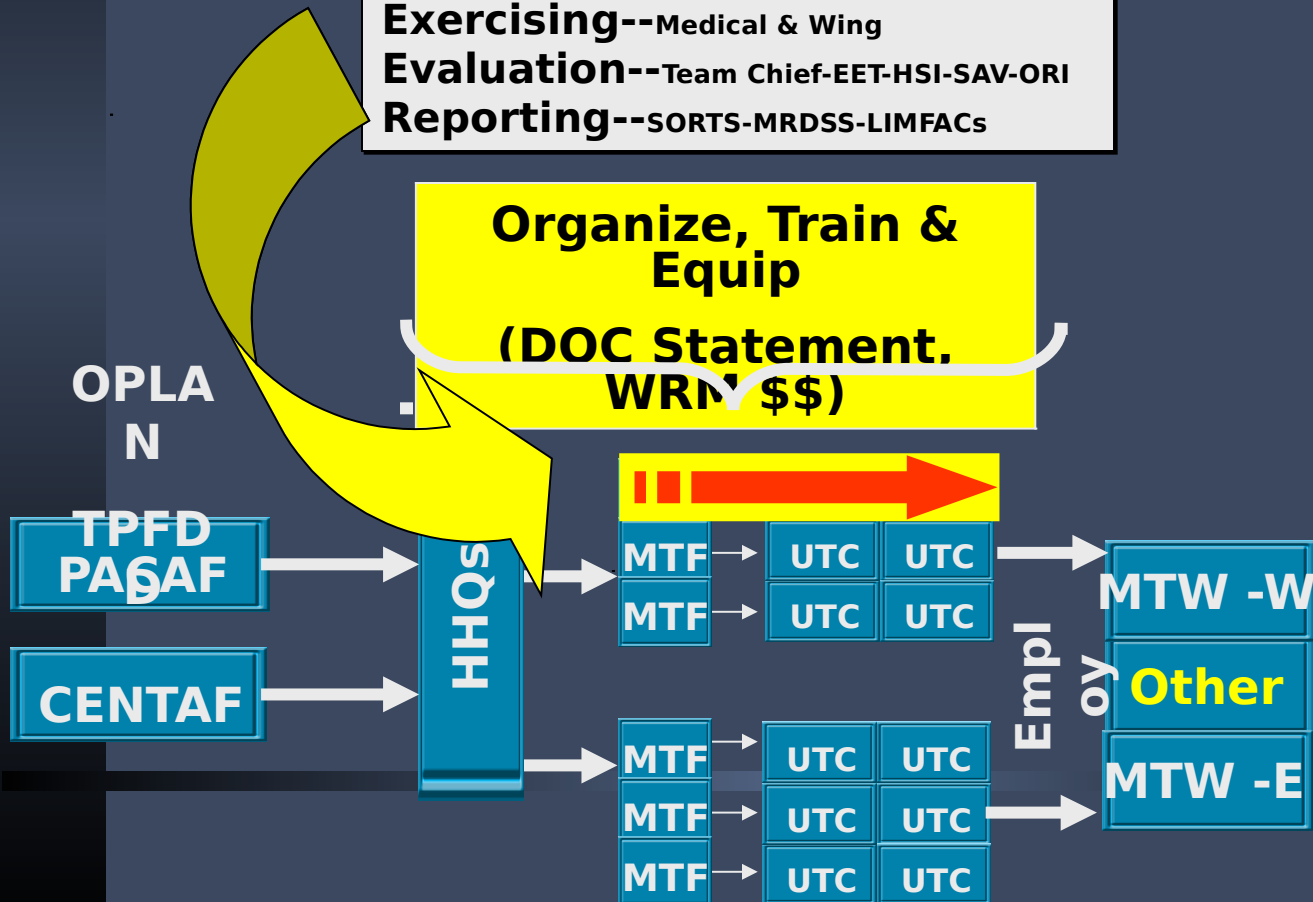 Exercising--Medical & Wing
Evaluation--Team Chief-EET-HSI-SAV-ORI
Reporting--SORTS-MRDSS-LIMFACs
Organize, Train &
Equip
(DOC Statement,
WRM $$)
OPLA
N
TPFD
D
PACAF
CENTAF
HHQs
MTF
UTC
UTC
MTF
UTC
UTC
MTF
UTC
UTC
MTF
UTC
UTC
MTF
UTC
UTC
Empl
oy
MTW -W
Other
MTW -E